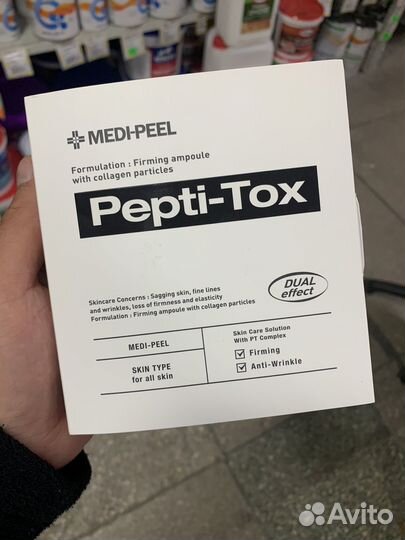 MEDI-PEEL
Formulation : Firming ampoule
with collagen particles
Pepti-Tox
Skincare Concerns : Sagging skin, fine lines
and wrinkles, loss of firmness and elasticity
Formulation : Firming ampoule with collagen particles
DUAL
effect
MEDI-PEEL
SKIN TYPE
for all skin
Skin Care Solution
With PT Complex
Firming
Anti-Wrinkle
Avito